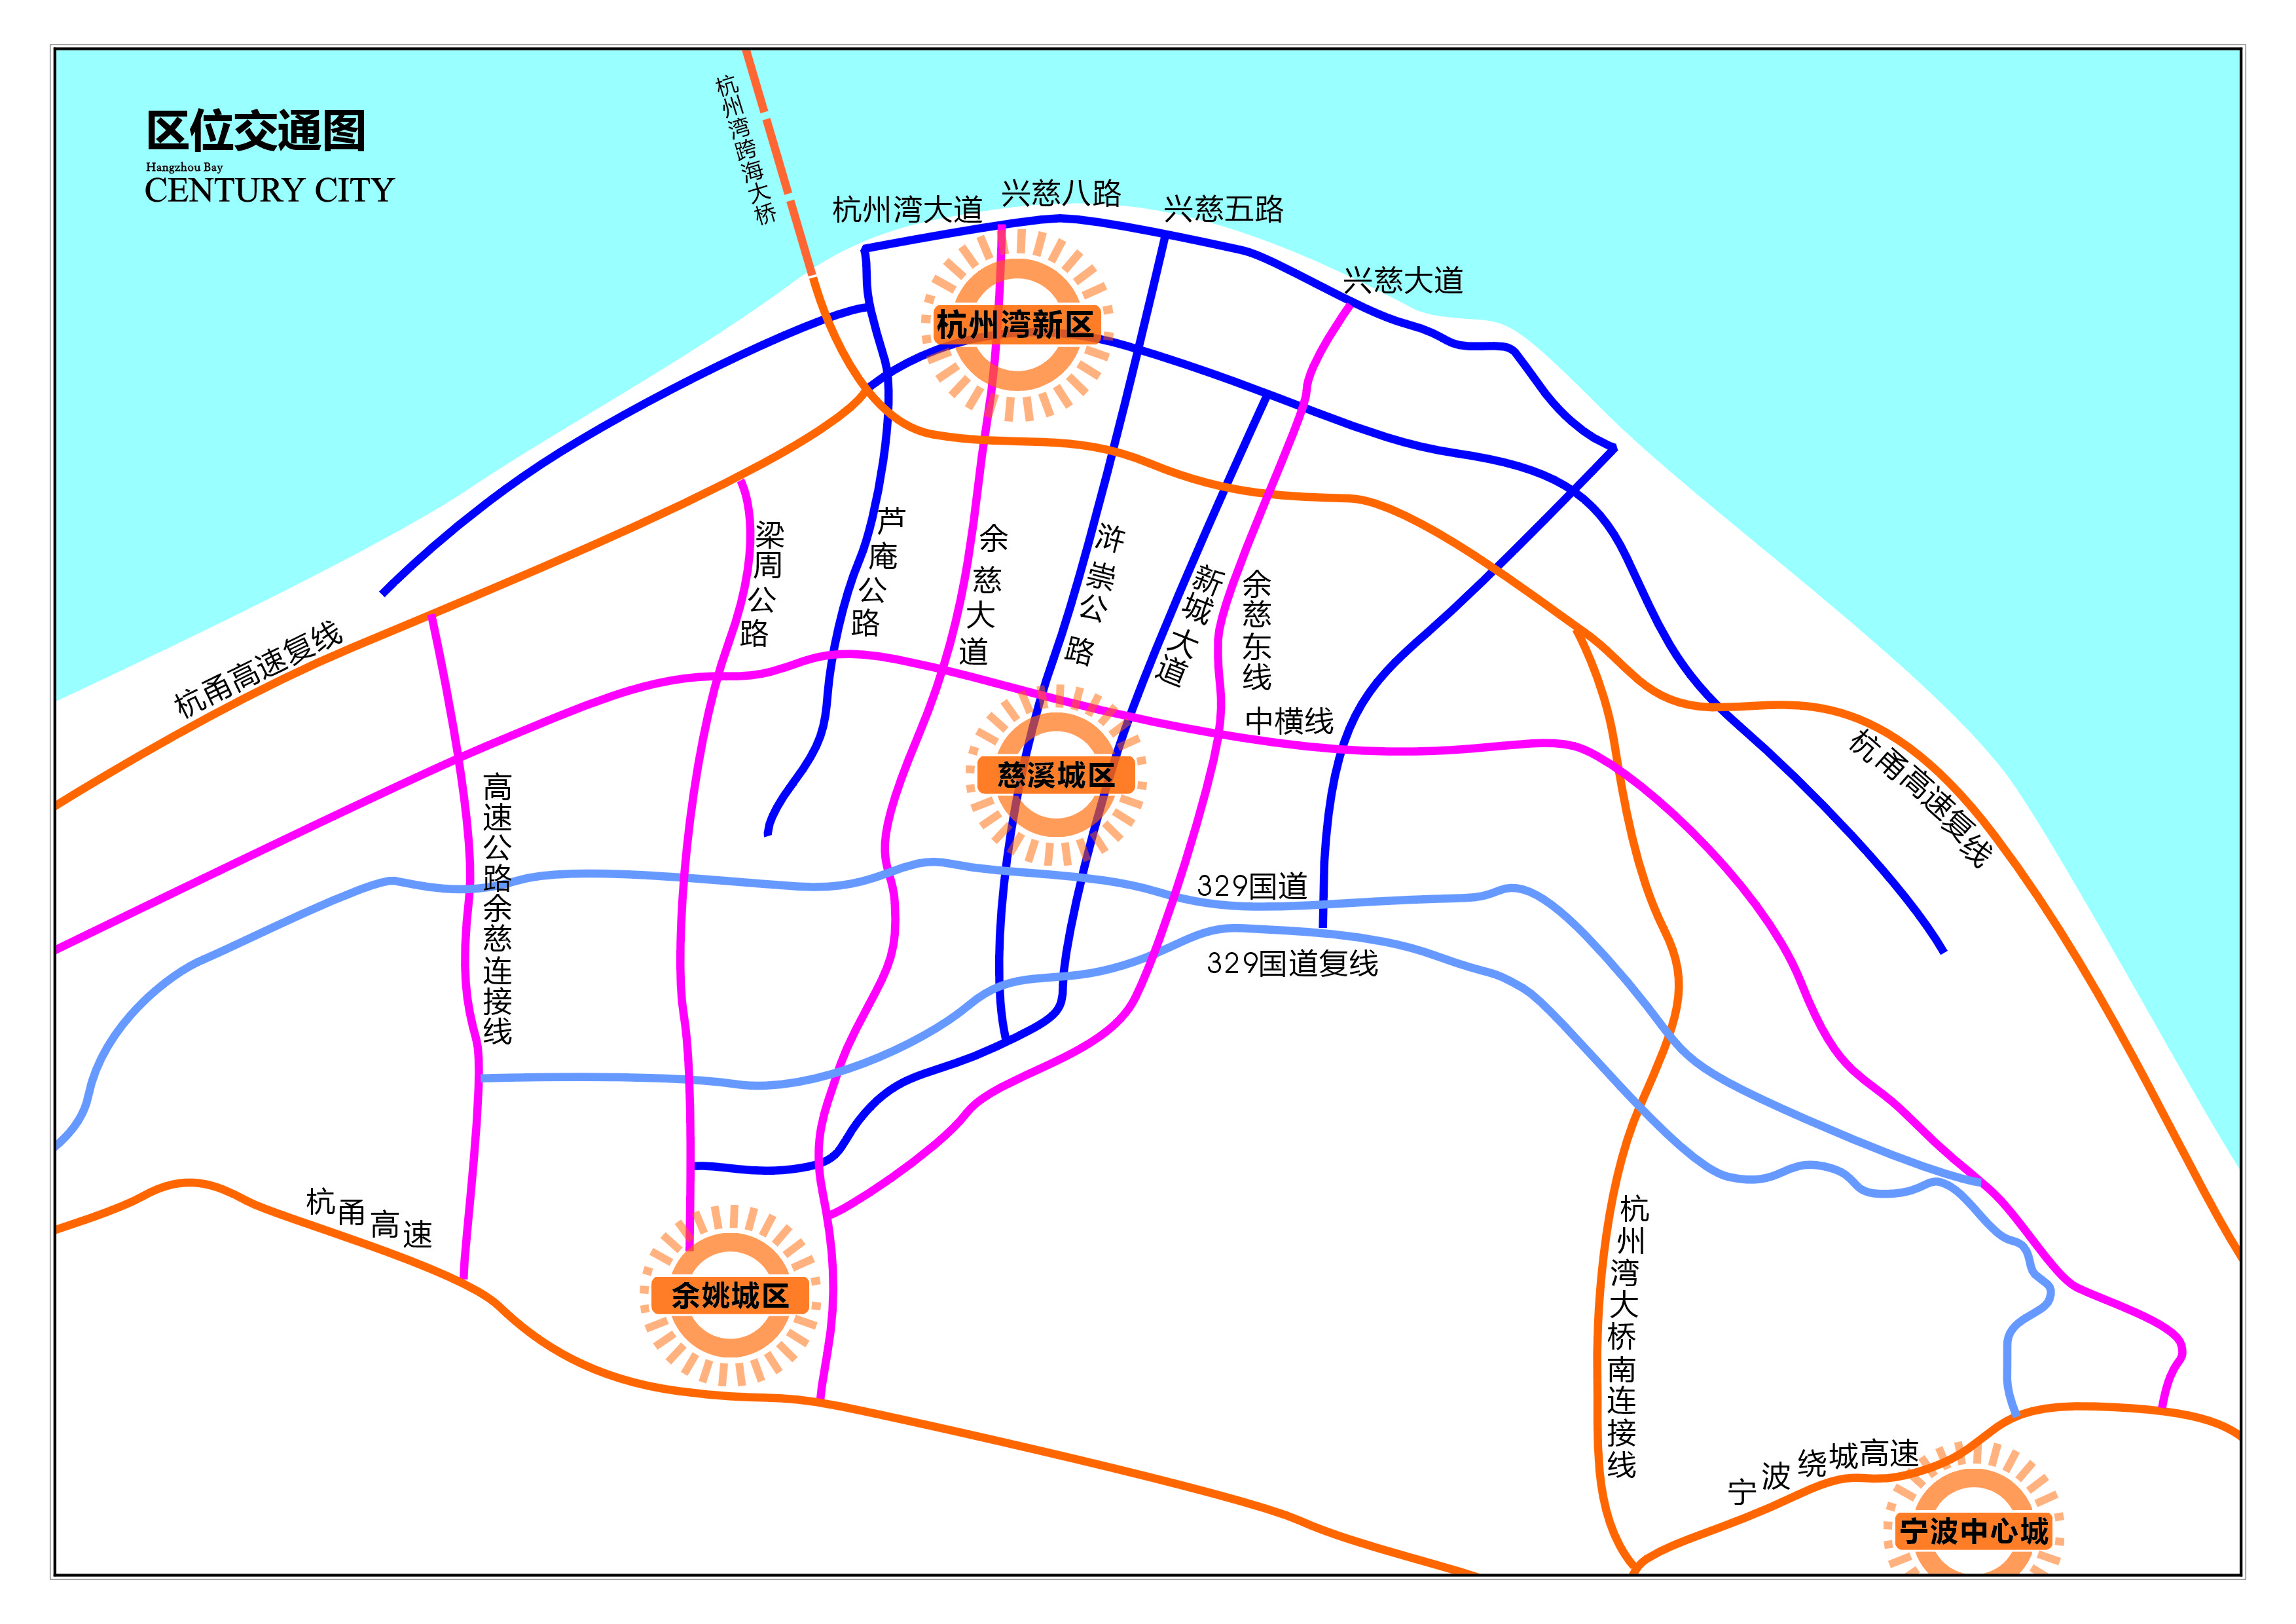 区位交通图
Hangzhou Bay
CENTURY CITY
杭州湾跨海大桥
杭州湾大道
兴慈八路
兴慈五路
兴慈大道
杭州湾新区
梁周公路
芦庵公路
余慈大道
浒崇公路
新城大道
余慈东线
杭甬高速复线
中横线
慈溪城区
杭甬高速复线
高速公路余慈连接线
329国道
329国道复线
杭甬高速
余姚城区
杭州湾大桥南连接线
宁波绕城高速
宁波中心城